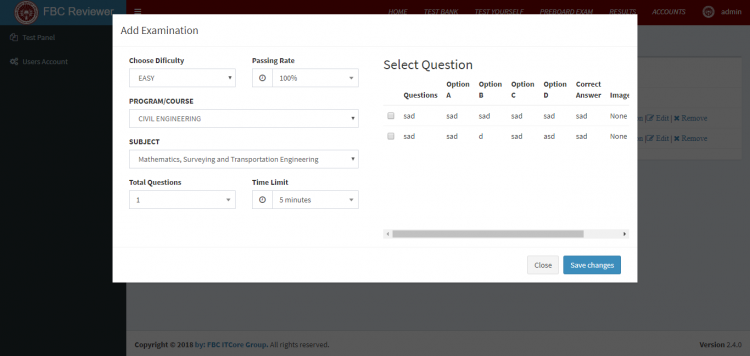 FBC Reviewer
HOME TEST BANK TEST YOURSELF PREBOARD EXAM RESULTS ACCOUNTS admin
Test Panel
Users Account
Add Examination
Choose Dificulty Passing Rate
EASY 100%
PROGRAM/COURSE
CIVIL ENGINEERING
SUBJECT
Mathematics, Surveying and Transportation Engineering
Total Questions Time Limit
1 5 minutes
Select Question
Questions Option A Option B Option C Option D Correct Answer Image
sad sad sad sad sad sad None
sad sad d sad asd sad None
Edit | Remove
Edit | Remove
Close Save changes
Copyright © 2018 by: FBC ITCore Group. All rights reserved. Version 2.4.0